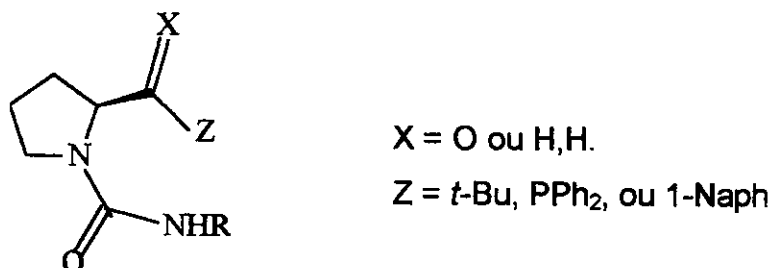 X
Z
N
NHR
O
X = O ou H,H.
Z = t-Bu, PPh₂, ou 1-Naph